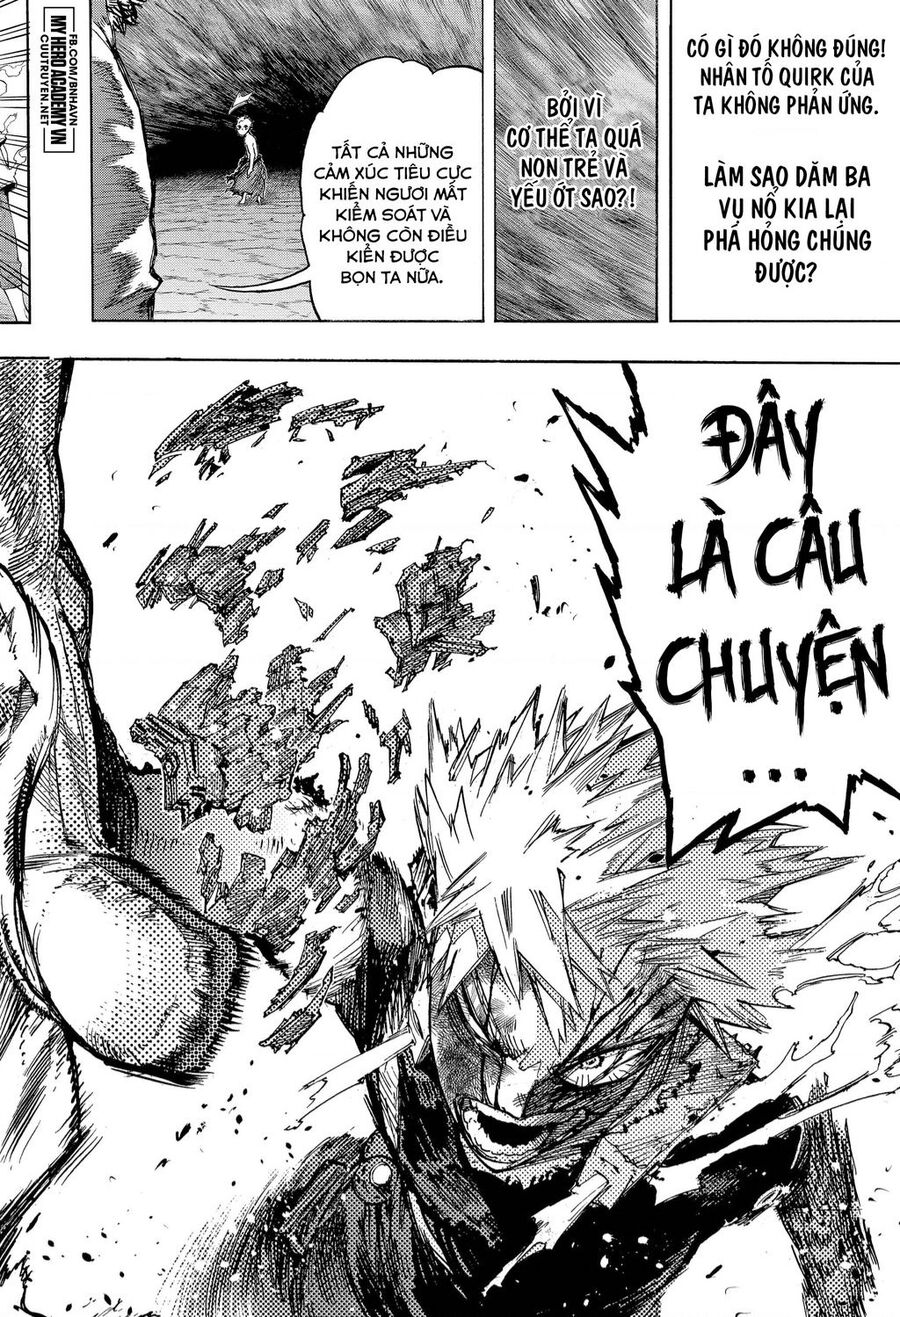 CÓ GÌ ĐÓ KHÔNG ĐÚNG!
NHÂN TỐ QUIRK CỦA
TA KHÔNG PHẢN ỨNG.
LÀM SAO DĂM BA
VỤ NỔ KIA LẠI
PHÁ HỎNG CHÚNG
ĐƯỢC?
BỞI VÌ
CƠ THỂ TA QUÁ
NON TRẺ VÀ
YẾU ỚT SAO?!
TẤT CẢ NHỮNG
CẢM XÚC TIÊU CỰC
KHIẾN NGƯƠI MẤT
KIỂM SOÁT VÀ
KHÔNG CÒN ĐIỀU
KIỂN ĐƯỢC
BỌN TA NỮA.
FB.COM/BNHAVN
MY HERO ACADEMY VN
CUUTRUYEN.NET
ĐÂY
LÀ CÂU
CHUYỆN
...